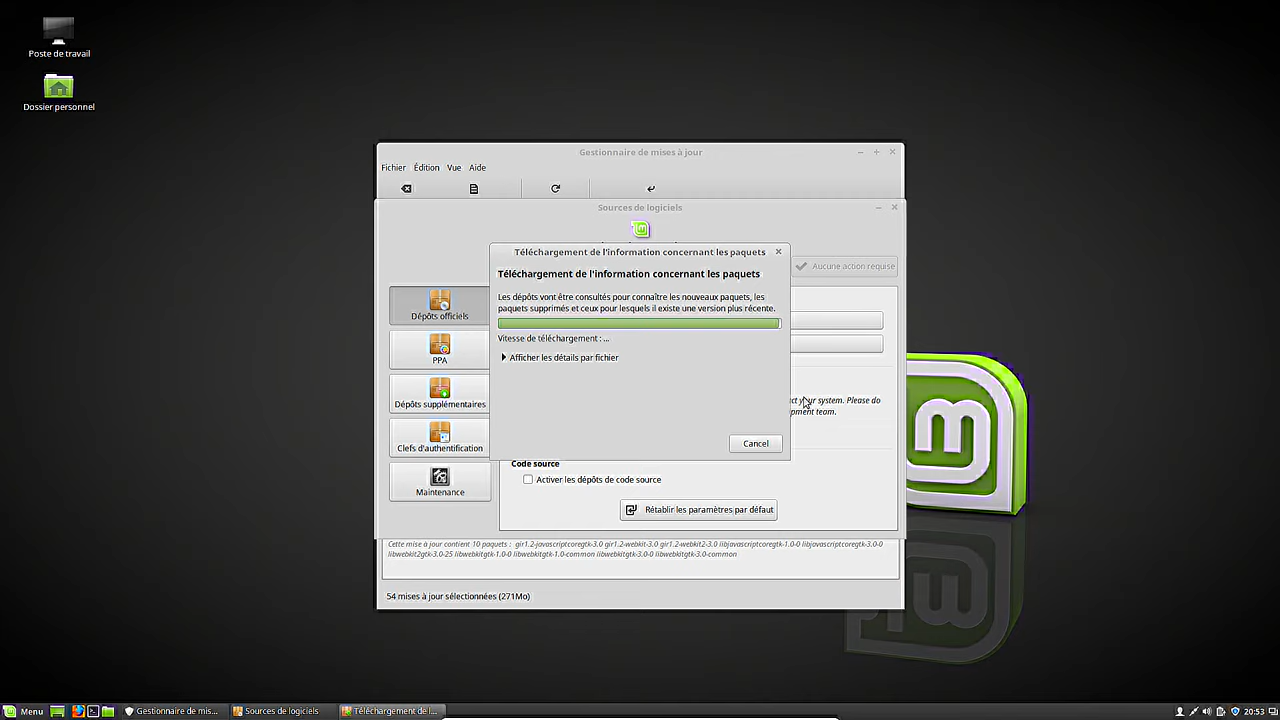 Poste de travail
Dossier personnel
Gestionnaire de mises à jour
Fichier Édition Vue Aide
Sources de logiciels
Téléchargement de l'information concernant les paquets
Aucune action requise
Téléchargement de l'information concernant les paquets
Les dépôts vont être consultés pour connaître les nouveaux paquets, les
paquets supprimés et ceux pour lesquels il existe une version plus récente.
Vitesse de téléchargement : ...
Afficher les détails par fichier
Cancel
Dépôts officiels
PPA
Dépôts supplémentaires
Clefs d'authentification
Maintenance
your system. Please do
team.
Code source
Activer les dépôts de code source
Rétablir les paramètres par défaut
Cette mise à jour contient 10 paquets : gir1.2-javascriptcoregtk-3.0 gir1.2-webkit-3.0 gir1.2-webkit2-3.0 libjavascriptcoregtk-1.0-0 libjavascriptcoregtk-3.0-0
libwebkit2gtk-3.0-25 libwebkitgtk-1.0-0 libwebkitgtk-1.0-common libwebkitgtk-3.0-0 libwebkitgtk-3.0-common
54 mises à jour sélectionnées (271Mo)
Menu
Gestionnaire de mis...
Sources de logiciels
Téléchargement de l...
20:53